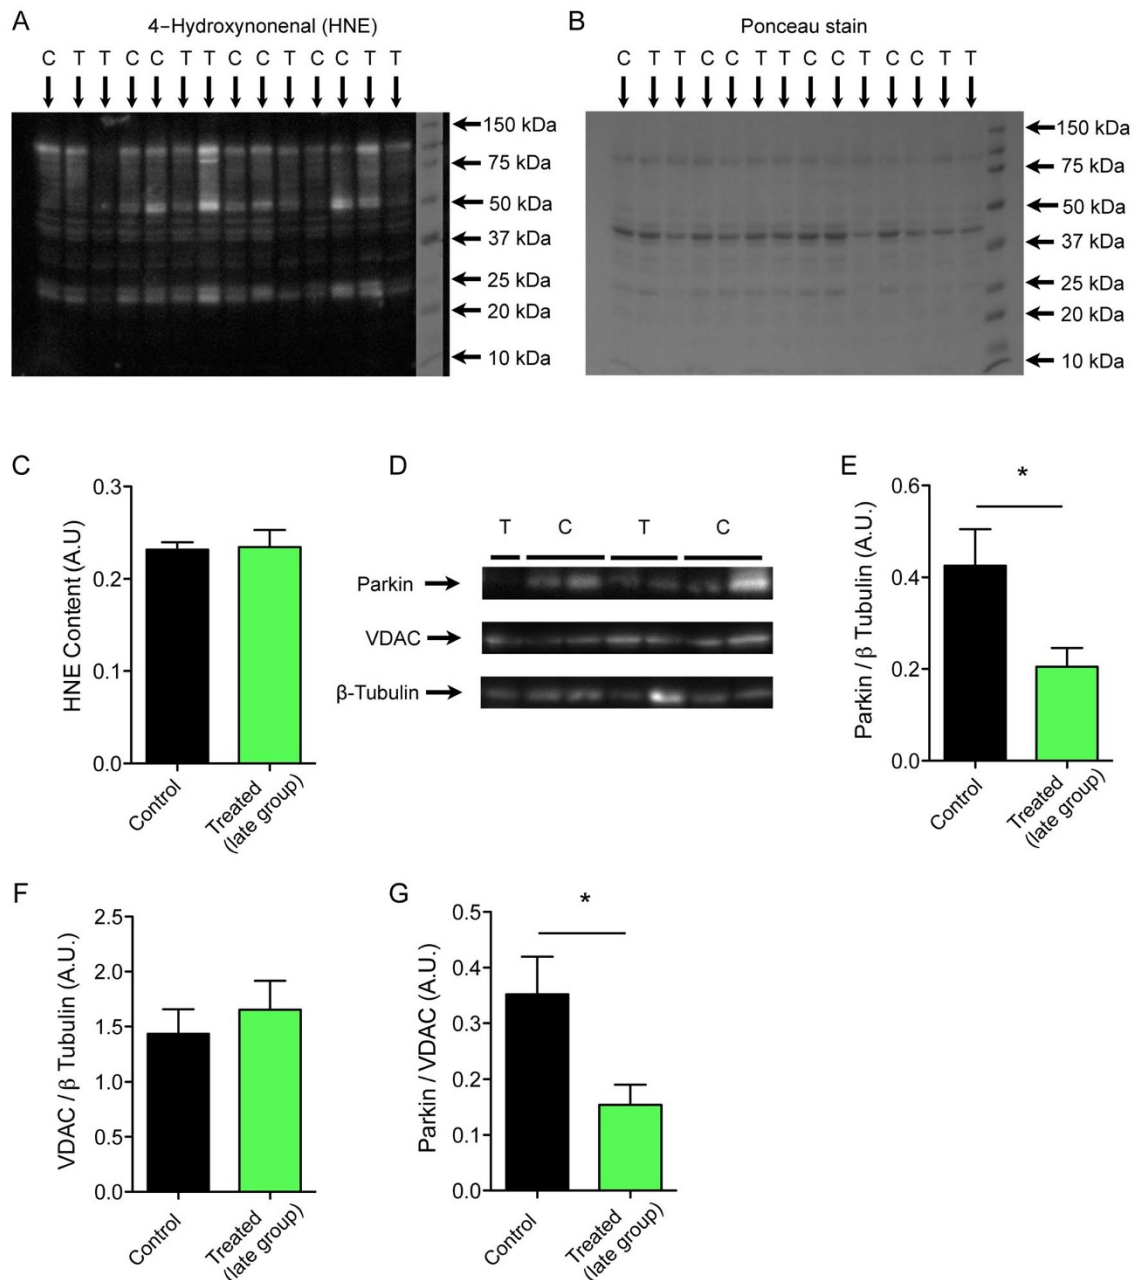 A
4–Hydroxynonenal (HNE)
C T T C C T T C C T C C T T
150 kDa
75 kDa
50 kDa
37 kDa
25 kDa
20 kDa
10 kDa
B
Ponceau stain
C T T C C T T C C T C C T T
150 kDa
75 kDa
50 kDa
37 kDa
25 kDa
20 kDa
10 kDa
C
HNE Content (A.U)
0.3
0.2
0.1
0.0
Control
Treated
(late group)
D
T C T C
Parkin
VDAC
β-Tubulin
E
Parkin / β Tubulin (A.U.)
0.6
0.4
0.2
0.0
*
Control
Treated
(late group)
F
VDAC / β Tubulin (A.U.)
2.5
2.0
1.5
1.0
0.5
0.0
Control
Treated
(late group)
G
Parkin / VDAC (A.U.)
0.5
0.4
0.3
0.2
0.1
0.0
*
Control
Treated
(late group)